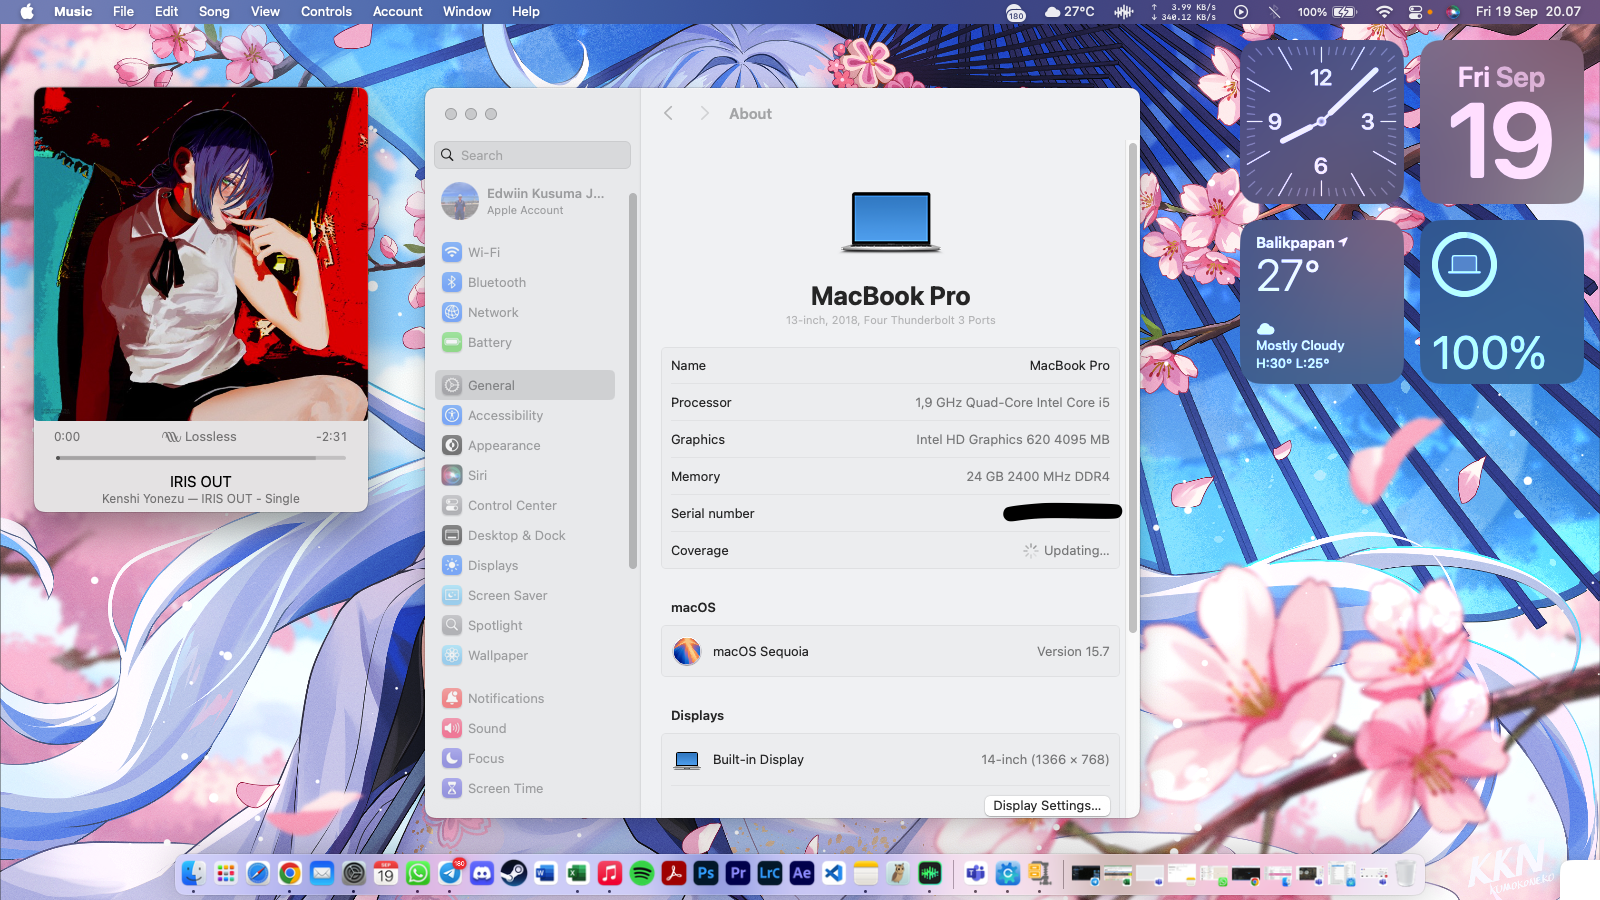 Music File Edit Song View Controls Account Window Help
180 27°C ↑ 3.99 KB/s ↓ 340.12 KB/s 100% Fri 19 Sep 20.07
0:00 Lossless -2:31
IRIS OUT
Kenshi Yonezu — IRIS OUT - Single
Search
Edwiin Kusuma J...
Apple Account
Wi-Fi
Bluetooth
Network
Battery
General
Accessibility
Appearance
Siri
Control Center
Desktop & Dock
Displays
Screen Saver
Spotlight
Wallpaper
Notifications
Sound
Focus
Screen Time
About
MacBook Pro
13-inch, 2018, Four Thunderbolt 3 Ports
Name MacBook Pro
Processor 1,9 GHz Quad-Core Intel Core i5
Graphics Intel HD Graphics 620 4095 MB
Memory 24 GB 2400 MHz DDR4
Serial number
Coverage Updating...
macOS
macOS Sequoia Version 15.7
Displays
Built-in Display 14-inch (1366 × 768)
Display Settings...
12
9 3
6
Fri Sep
19
Balikpapan
27°
Mostly Cloudy
H:30° L:25°
100%
SEP
19
180
W
X
Ps
Pr
LrC
Ae
KKN